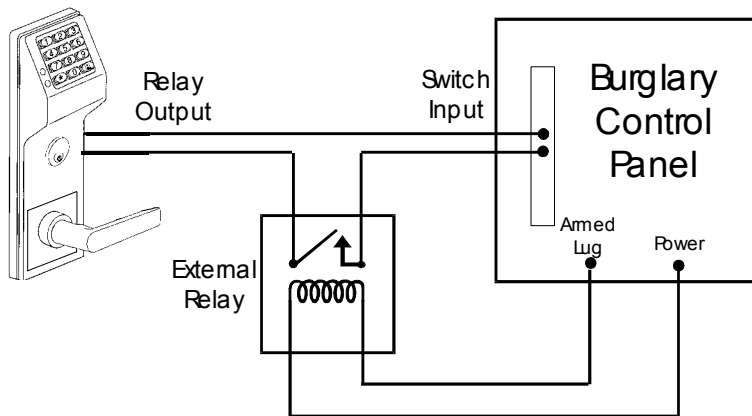 Relay
Output
Switch
Input
Burglary
Control
Panel
Armed
Lug
Power
External
Relay